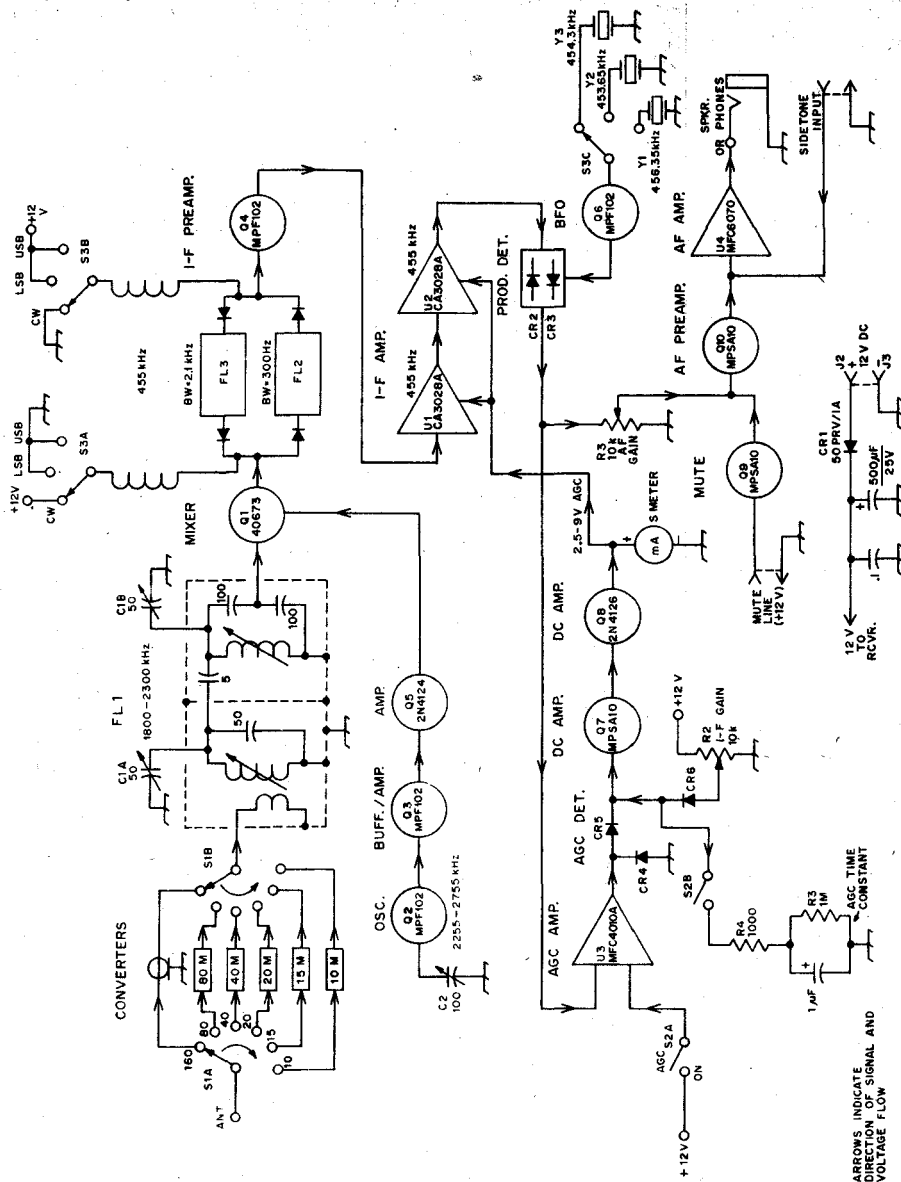 CONVERTERS
ANT
S1A
160
80
40
20
15
10
80 M
40 M
20 M
15 M
10 M
S1B
FL 1
1800-2300 kHz
C1A
50
C1B
50
50
5
100
100
MIXER
Q1
40673
+12V
LSB
USB
CW
S3A
455 kHz
BW=2.1 kHz
FL3
BW=300Hz
FL2
LSB
USB
+12
V
CW
S3B
I-F PREAMP.
Q4
MPF102
OSC.
Q2
MPF102
2255-2755 kHz
C2
100
BUFF./AMP.
Q3
MPF102
AMP.
Q5
2N4124
I-F AMP.
U1
CA3028A
455 kHz
U2
CA3028A
455 kHz
PROD. DET.
CR2
CR3
BFO
Q6
MPF102
S3C
Y1
456.35kHz
Y2
453.65kHz
Y3
454.3kHz
AGC AMP.
U3
MFC4010A
AGC
S2A
ON
+12V
AGC DET.
CR4
CR5
CR6
DC AMP.
Q7
MPSA10
DC AMP.
Q8
2N4126
2.5-9V AGC
+
mA
S METER
-
+12V
R2
I-F GAIN
10k
S2B
R4
1000
1µF
+
R3
1M
AGC TIME
CONSTANT
R3
10k
AF
GAIN
MUTE
Q9
MPSA10
MUTE
LINE
(+12V)
AF PREAMP.
Q10
MPSA10
AF AMP.
U4
MFC6070
SPKR.
OR PHONES
SIDETONE
INPUT
12 V
TO
RCVR.
.1
+
500µF
25V
CR1
50PRV/1A
J2
+
12 V DC
-
J3
ARROWS INDICATE
DIRECTION OF SIGNAL AND
VOLTAGE FLOW